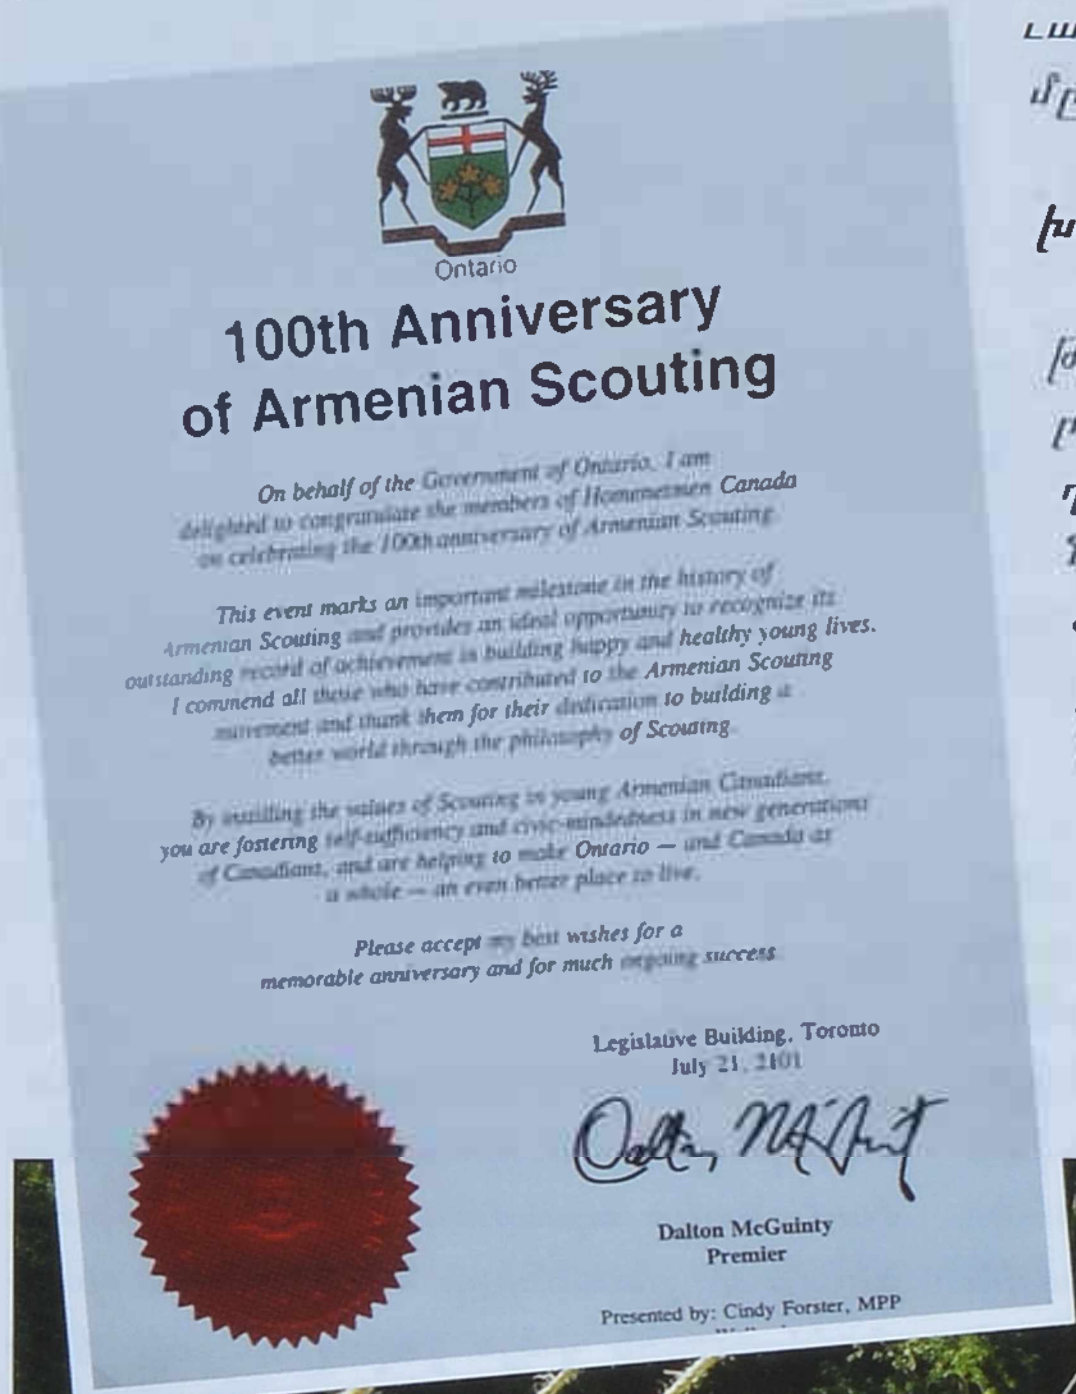 Ontario
100th Anniversary
of Armenian Scouting
On behalf of the Government of Ontario, I am
delighted to congratulate the members of Homenetmen Canada
on celebrating the 100th anniversary of Armenian Scouting.
This event marks an important milestone in the history of
Armenian Scouting and provides an ideal opportunity to recognize its
outstanding record of achievement in building happy and healthy young lives.
I commend all those who have contributed to the Armenian Scouting
movement and thank them for their dedication to building a
better world through the philosophy of Scouting.
By instilling the values of Scouting in young Armenian Canadians,
you are fostering self-sufficiency and civic-mindedness in new generations
of Canadians, and are helping to make Ontario — and Canada as
a whole — an even better place to live.
Please accept my best wishes for a
memorable anniversary and for much ongoing success.
Legislative Building, Toronto
July 21,
Dalton McGuinty
Dalton McGuinty
Premier
Presented by: Cindy Forster, MPP